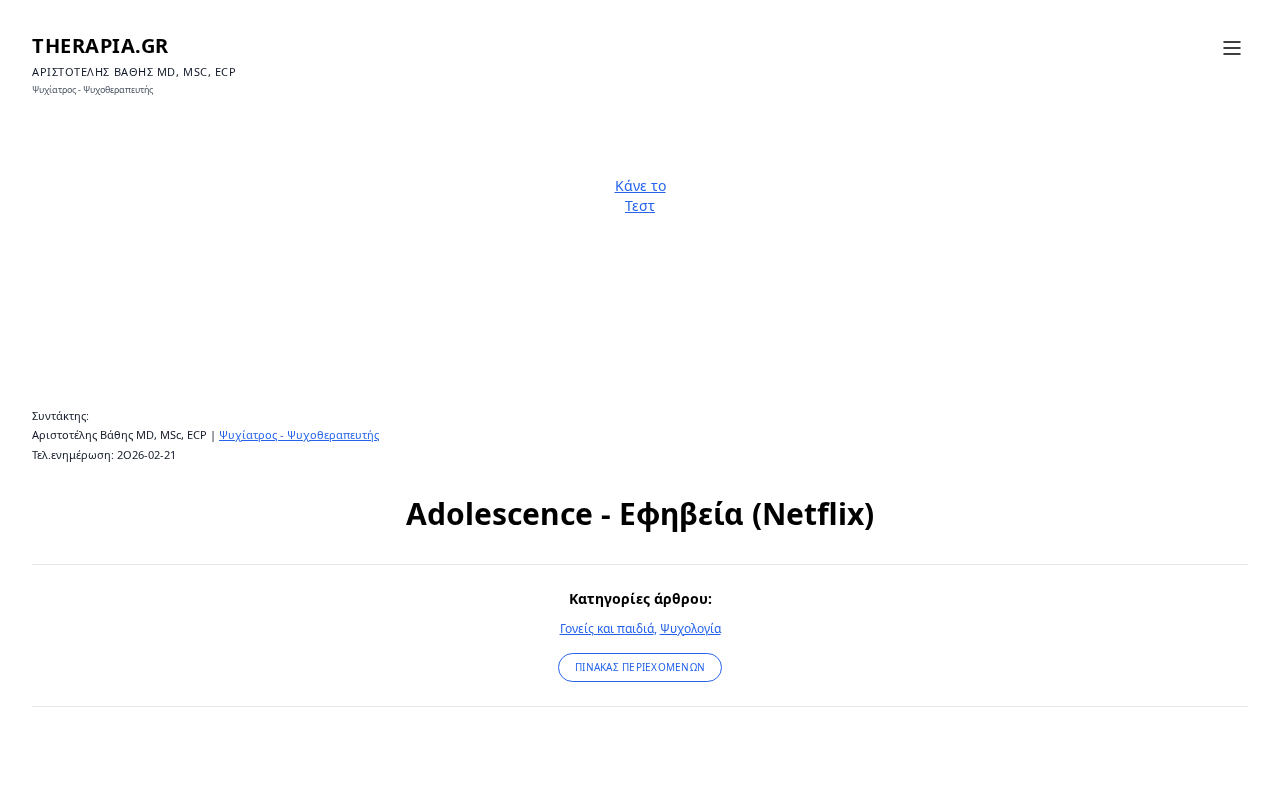 THERAPIA.GR
ΑΡΙΣΤΟΤΕΛΗΣ ΒΑΘΗΣ MD, MSC, ECP
Ψυχίατρος - Ψυχοθεραπευτής
Κάνε το
Τεστ
Συντάκτης:
Αριστοτέλης Βάθης MD, MSc, ECP | Ψυχίατρος - Ψυχοθεραπευτής
Τελ.ενημέρωση: 2Ο26-02-21
Adolescence - Εφηβεία (Netflix)
Κατηγορίες άρθρου:
Γονείς και παιδιά, Ψυχολογία
ΠΙΝΑΚΑΣ ΠΕΡΙΕΧΟΜΕΝΩΝ